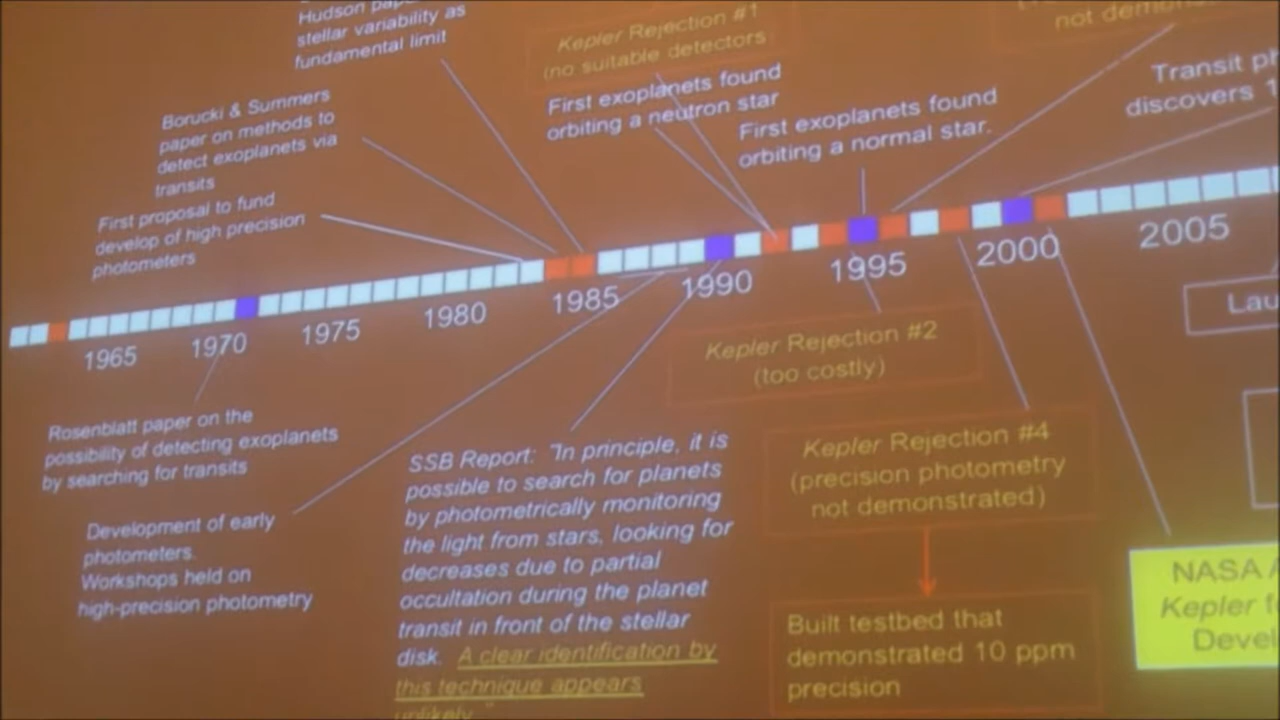 Hudson
stellar variability as
fundamental limit
Kepler Rejection #1
(no suitable detectors
not
Borucki & Summers
paper on methods to
detect exoplanets via
transits
First exoplanets found
orbiting a neutron star
First exoplanets found
orbiting a normal star.
Transit
discovers
First proposal to fund
develop of high precision
photometers
1965
1970
1975
1980
1985
1990
1995
2000
2005
Rosenblatt paper on the
possibility of detecting exoplanets
by searching for transits
Development of early
photometers.
Workshops held on
high-precision photometry
SSB Report: "In principle, it is
possible to search for planets
by photometrically monitoring
the light from stars, looking for
decreases due to partial
occultation during the planet
transit in front of the stellar
disk. A clear identification by
this technique appears
unlikely."
Kepler Rejection #2
(too costly)
Kepler Rejection #4
(precision photometry
not demonstrated)
Built testbed that
demonstrated 10 ppm
precision
Lau
NASA
Kepler
Devel